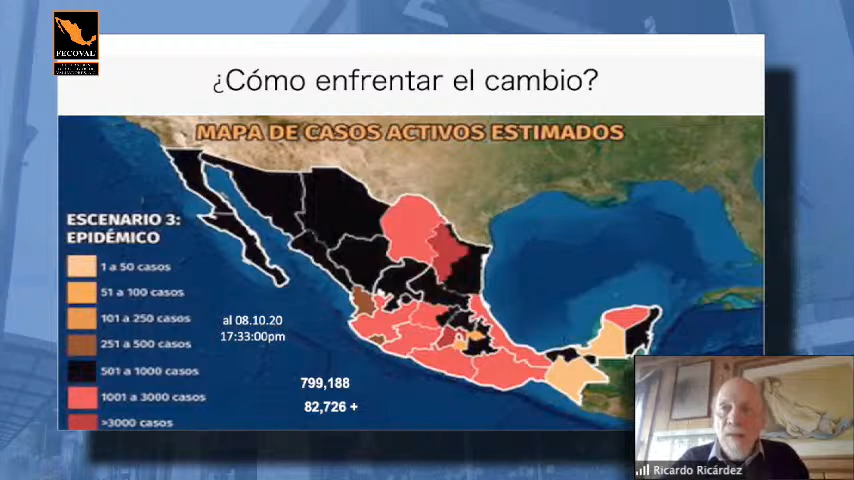 FECOVAL
¿Cómo enfrentar el cambio?
MAPA DE CASOS ACTIVOS ESTIMADOS
ESCENARIO 3:
EPIDÉMICO
1 a 50 casos
51 a 100 casos
101 a 250 casos
251 a 500 casos
501 a 1000 casos
1001 a 3000 casos
>3000 casos
al 08.10.20
17:33:00pm
799,188
82,726 +
Ricardo Ricárdez